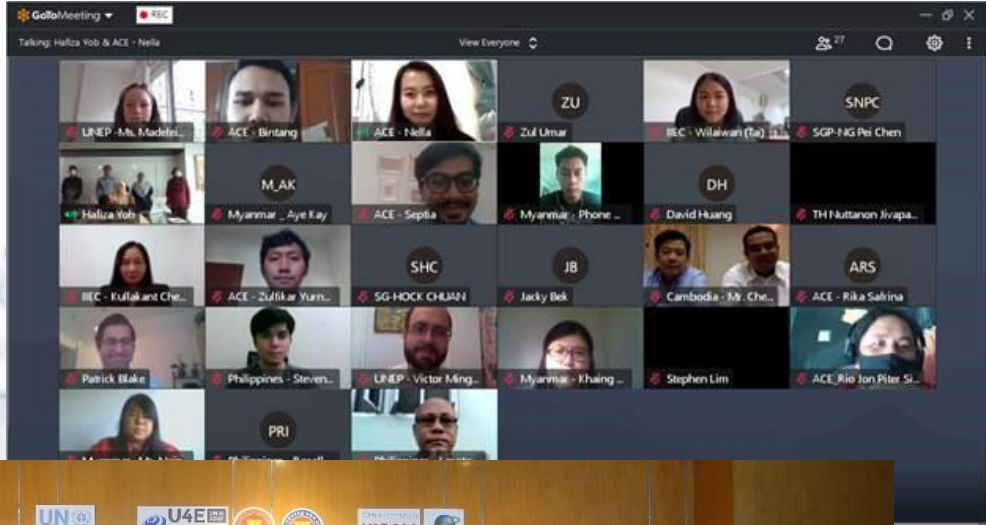 GoToMeeting
REC
Talking: Hafiza Yob & ACE - Nella
View Everyone
27
UNEP -Ms. Madelei...
ACE - Bintang
ACE - Nella
ZU
Zul Umar
IIEC - Wilaiwan (Tai)
SNPC
SGP-NG Pei Chen
Hafiza Yob
M_AK
Myanmar _ Aye Kay
ACE - Septia
Myanmar - Phone ...
DH
David Huang
TH Nuttanon Jivapa...
IIEC - Kullakant Che...
ACE - Zulfikar Yurn...
SHC
SG-HOCK CHUAN
JB
Jacky Bek
Cambodia - Mr. Che...
ARS
ACE - Rika Safrina
Patrick Blake
Philippines - Steven...
UNEP - Victor Ming...
Myanmar - Khaing ...
Stephen Lim
ACE_Rio Jon Piter Si...
PRI
UN
U4E